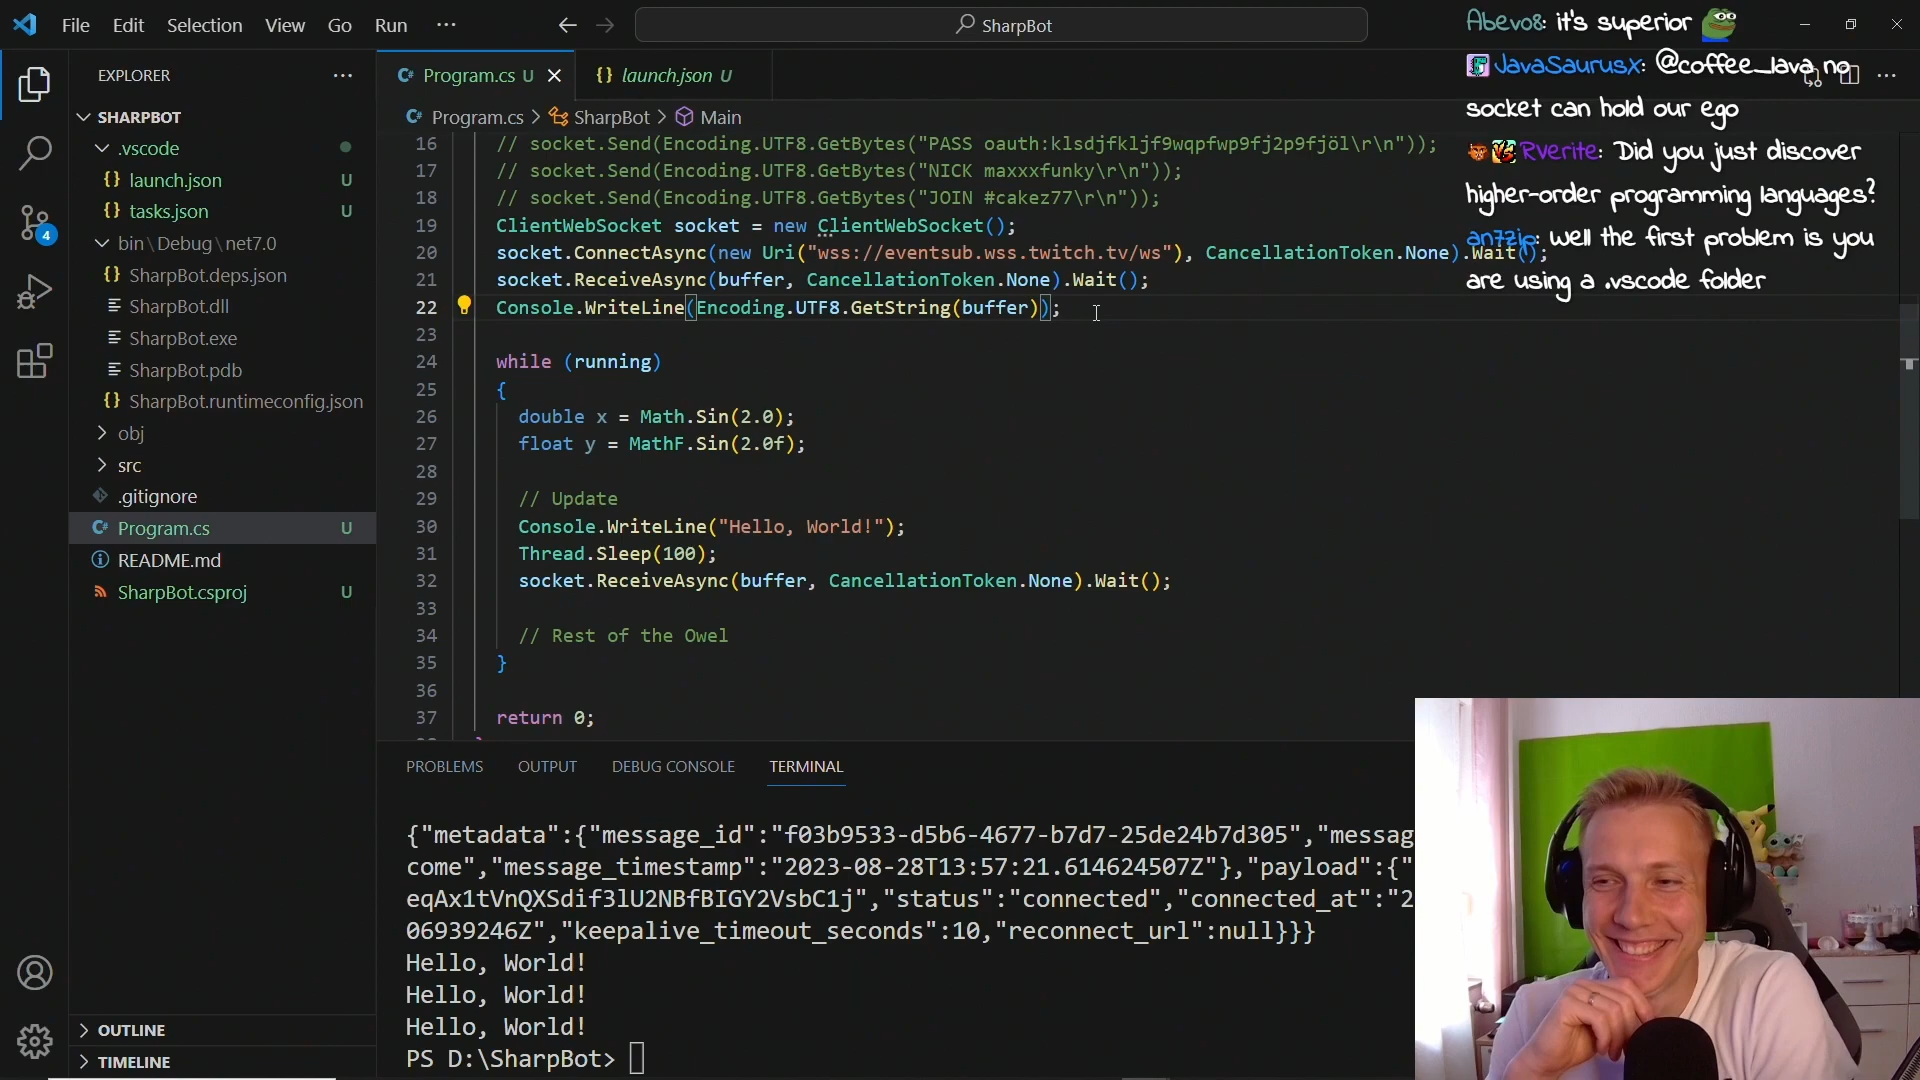 File Edit Selection View Go Run ···
SharpBot
EXPLORER ···
SHARPBOT
.vscode
{} launch.json U
{} tasks.json U
bin\Debug\net7.0
{} SharpBot.deps.json
SharpBot.dll
SharpBot.exe
SharpBot.pdb
{} SharpBot.runtimeconfig.json
obj
src
.gitignore
C# Program.cs U
README.md
SharpBot.csproj U
OUTLINE
TIMELINE
4
C# Program.cs U
{} launch.json U
C# Program.cs > SharpBot > Main
16 // socket.Send(Encoding.UTF8.GetBytes("PASS oauth:klsdjfkljf9wqpfwp9fj2p9fjöl\r\n"));
17 // socket.Send(Encoding.UTF8.GetBytes("NICK maxxxfunky\r\n"));
18 // socket.Send(Encoding.UTF8.GetBytes("JOIN #cakez77\r\n"));
19 ClientWebSocket socket = new ClientWebSocket();
20 socket.ConnectAsync(new Uri("wss://eventsub.wss.twitch.tv/ws"), CancellationToken.None).Wait();
21 socket.ReceiveAsync(buffer, CancellationToken.None).Wait();
22 Console.WriteLine(Encoding.UTF8.GetString(buffer));
23
24 while (running)
25 {
26 double x = Math.Sin(2.0);
27 float y = MathF.Sin(2.0f);
28
29 // Update
30 Console.WriteLine("Hello, World!");
31 Thread.Sleep(100);
32 socket.ReceiveAsync(buffer, CancellationToken.None).Wait();
33
34 // Rest of the Owel
35 }
36
37 return 0;
PROBLEMS OUTPUT DEBUG CONSOLE TERMINAL
{"metadata":{"message_id":"f03b9533-d5b6-4677-b7d7-25de24b7d305","messag
come","message_timestamp":"2023-08-28T13:57:21.614624507Z"},"payload":{"
eqAx1tVnQXSdif3lU2NBfBIGY2VsbC1j","status":"connected","connected_at":"2
06939246Z","keepalive_timeout_seconds":10,"reconnect_url":null}}}
Hello, World!
Hello, World!
Hello, World!
PS D:\SharpBot>
Abevo8: it's superior
JavaSaurusX: @coffee_lava no
socket can hold our ego
Rverite: Did you just discover
higher-order programming languages?
an7zip: well the first problem is you
are using a .vscode folder